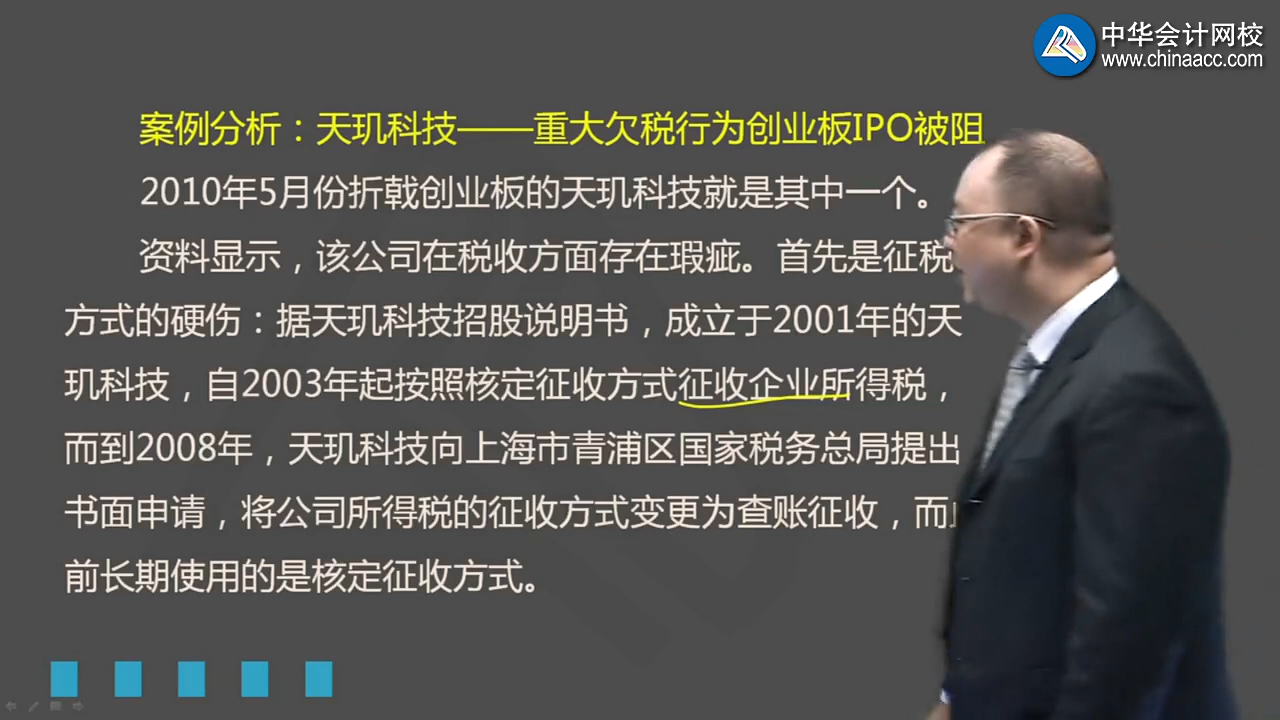 中华会计网校
www.chinaacc.com
案例分析：天玑科技——重大欠税行为创业板IPO被阻
2010年5月份折戟创业板的天玑科技就是其中一个。
资料显示，该公司在税收方面存在瑕疵。首先是征税
方式的硬伤：据天玑科技招股说明书，成立于2001年的天
玑科技，自2003年起按照核定征收方式征收企业所得税，
而到2008年，天玑科技向上海市青浦区国家税务总局提出
书面申请，将公司所得税的征收方式变更为查账征收，而
前长期使用的是核定征收方式。